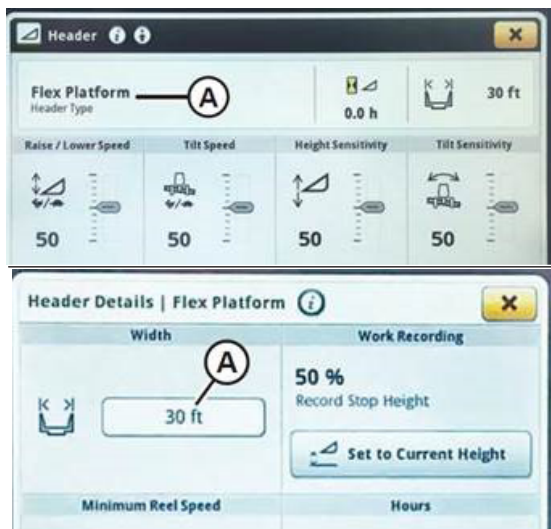 Header
Flex Platform
Header Type
A
0.0 h
30 ft
Raise / Lower Speed
Tilt Speed
Height Sensitivity
Tilt Sensitivity
50
50
50
50
Header Details | Flex Platform
Width
Work Recording
A
30 ft
50 %
Record Stop Height
Set to Current Height
Minimum Reel Speed
Hours